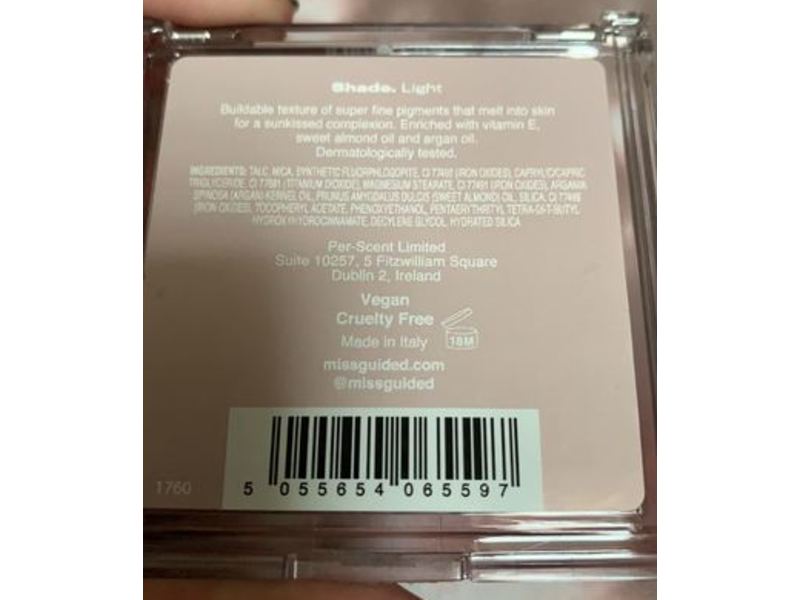 Shade. Light
Buildable texture of super fine pigments that melt into skin
for a sunkissed complexion. Enriched with vitamin E,
sweet almond oil and argan oil.
Dermatologically tested.
INGREDIENTS: TALC, MICA, SYNTHETIC FLUORPHLOGOPITE, CI 77492 (IRON OXIDES), CAPRYLIC/CAPRIC
TRIGLYCERIDE, CI 77891 (TITANIUM DIOXIDE), MAGNESIUM STEARATE, CI 77491 (IRON OXIDES), ARGANIA
SPINOSA (ARGAN) KERNEL OIL, PRUNUS AMYGDALUS DULCIS (SWEET ALMOND) OIL, SILICA, CI 77499
(IRON OXIDES), TOCOPHERYL ACETATE, PHENOXYETHANOL, PENTAERYTHRITYL TETRA-DI-T-BUTYL
HYDROXYHYDROCINNAMATE, DECYLENE GLYCOL, HYDRATED SILICA
Per-Scent Limited
Suite 10257, 5 Fitzwilliam Square
Dublin 2, Ireland
Vegan
Cruelty Free
Made in Italy 18M
missguided.com
@missguided
1760
5 055654 065597